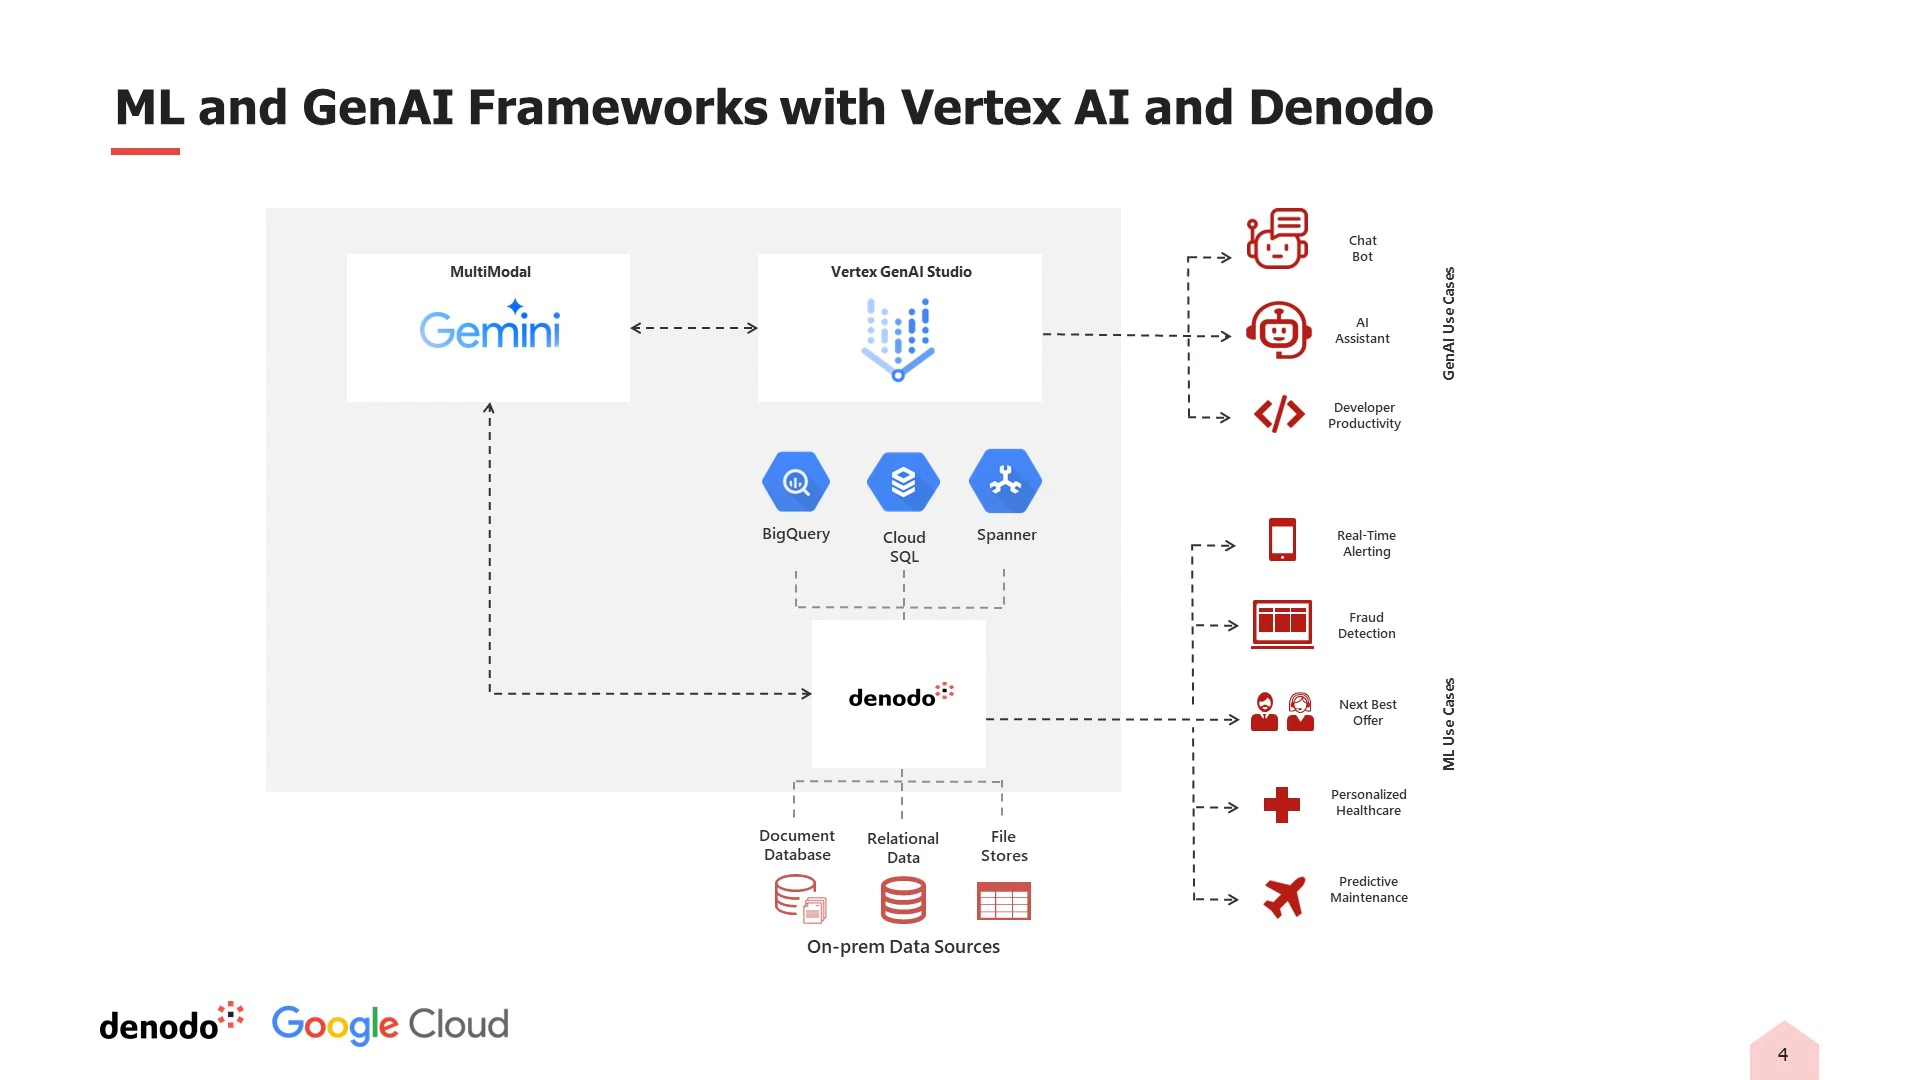 ML and GenAI Frameworks with Vertex AI and Denodo
MultiModal
Gemini
Vertex GenAI Studio
BigQuery
Cloud
SQL
Spanner
denodo
Document
Database
Relational
Data
File
Stores
On-prem Data Sources
Chat
Bot
AI
Assistant
Developer
Productivity
GenAI Use Cases
Real-Time
Alerting
Fraud
Detection
Next Best
Offer
Personalized
Healthcare
Predictive
Maintenance
ML Use Cases
denodo
Google Cloud
4